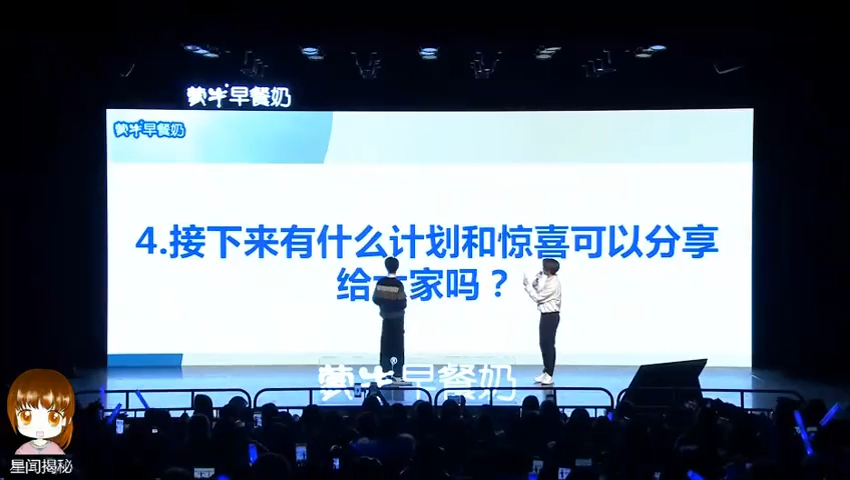 蒙牛早餐奶
蒙牛早餐奶
4.接下来有什么计划和惊喜可以分享
给大家吗？
蒙牛®早餐奶
星闻揭秘